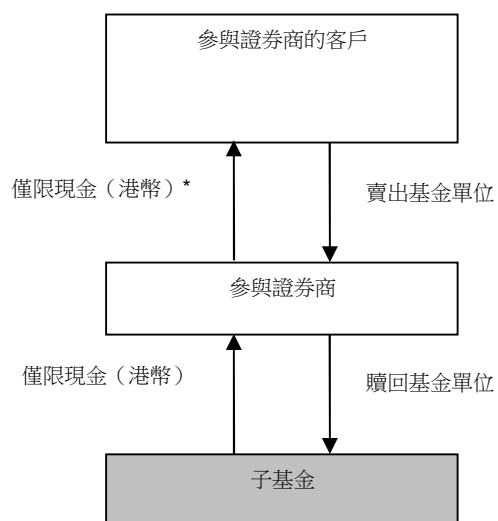 參與證券商的客戶
僅限現金（港幣）*
賣出基金單位
參與證券商
僅限現金（港幣）
贖回基金單位
子基金